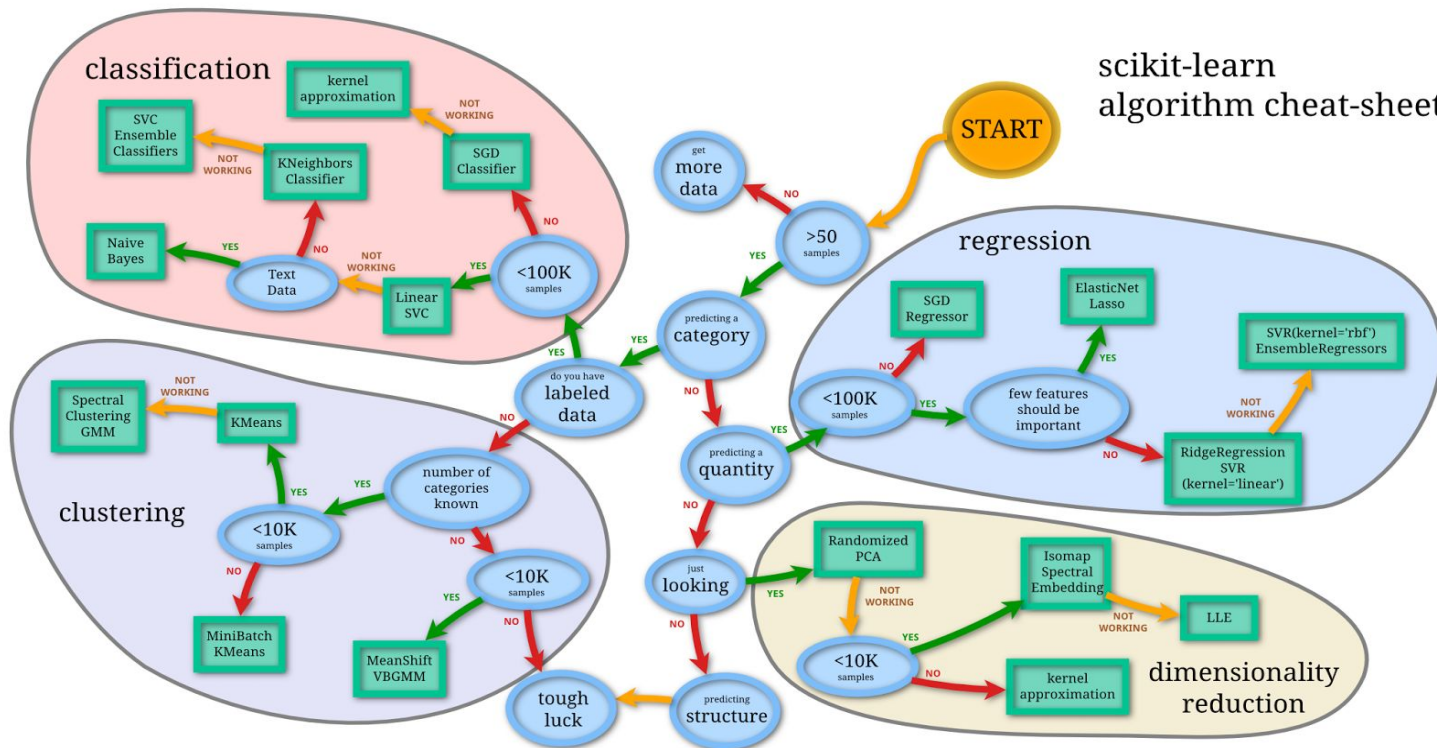 scikit-learn
algorithm cheat-sheet
START
>50
samples
NO
get
more
data
YES
predicting a
category
YES
do you have
labeled
data
YES
classification
<100K
samples
NO
SGD
Classifier
NOT
WORKING
kernel
approximation
YES
Linear
SVC
NOT
WORKING
Text
Data
YES
Naive
Bayes
NO
KNeighbors
Classifier
NOT
WORKING
SVC
Ensemble
Classifiers
NO
clustering
number of
categories
known
YES
<10K
samples
YES
KMeans
NOT
WORKING
Spectral
Clustering
GMM
NO
MiniBatch
KMeans
NO
<10K
samples
YES
MeanShift
VBGMM
NO
tough
luck
NO
predicting a
quantity
YES
regression
<100K
samples
NO
SGD
Regressor
YES
few features
should be
important
YES
ElasticNet
Lasso
NO
RidgeRegression
SVR
(kernel='linear')
NOT
WORKING
SVR(kernel='rbf')
EnsembleRegressors
NO
just
looking
YES
dimensionality
reduction
Randomized
PCA
NOT
WORKING
<10K
samples
YES
Isomap
Spectral
Embedding
NOT
WORKING
LLE
NO
kernel
approximation
NO
predicting
structure